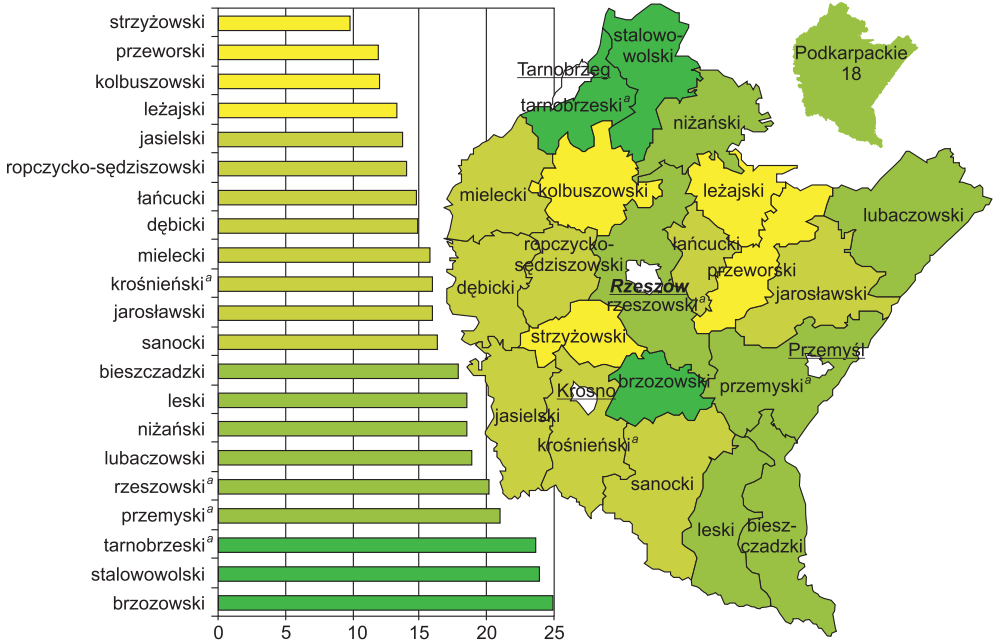 strzyżowski
przeworski
kolbuszowski
leżajski
jasielski
ropczycko-sędziszowski
łańcucki
dębicki
mielecki
krośnieński a
jarosławski
sanocki
bieszczadzki
leski
niżański
lubaczowski
rzeszowski a
przemyski a
tarnobrzeski a
stalowowolski
brzozowski
0 5 10 15 20 25
stalowo-
wolski
Tarnobrzeg
tarnobrzeski a
niżański
Podkarpackie
18
mielecki
kolbuszowski
leżajski
lubaczowski
ropczycko-
sędziszowski
łańcucki
przeworski
dębicki
Rzeszów
rzeszowski a
jarosławski
strzyżowski
Przemyśl
Krosno
brzozowski
przemyski a
jasielski
krośnieński a
sanocki
leski
biesz-
czadzki